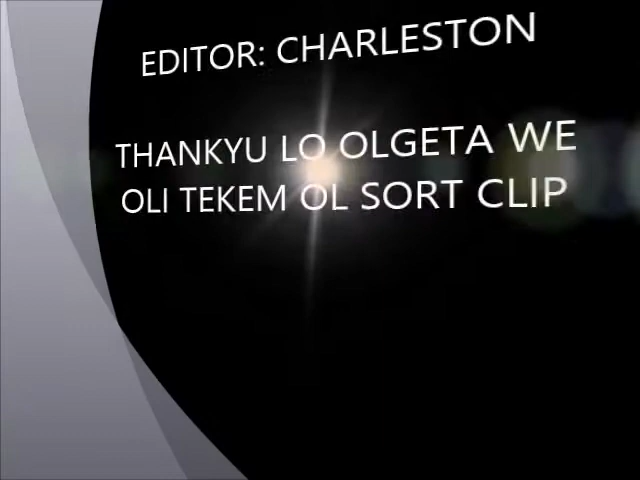 EDITOR: CHARLESTON
THANKYU LO OLGETA WE
OLI TEKEM OL SORT CLIP